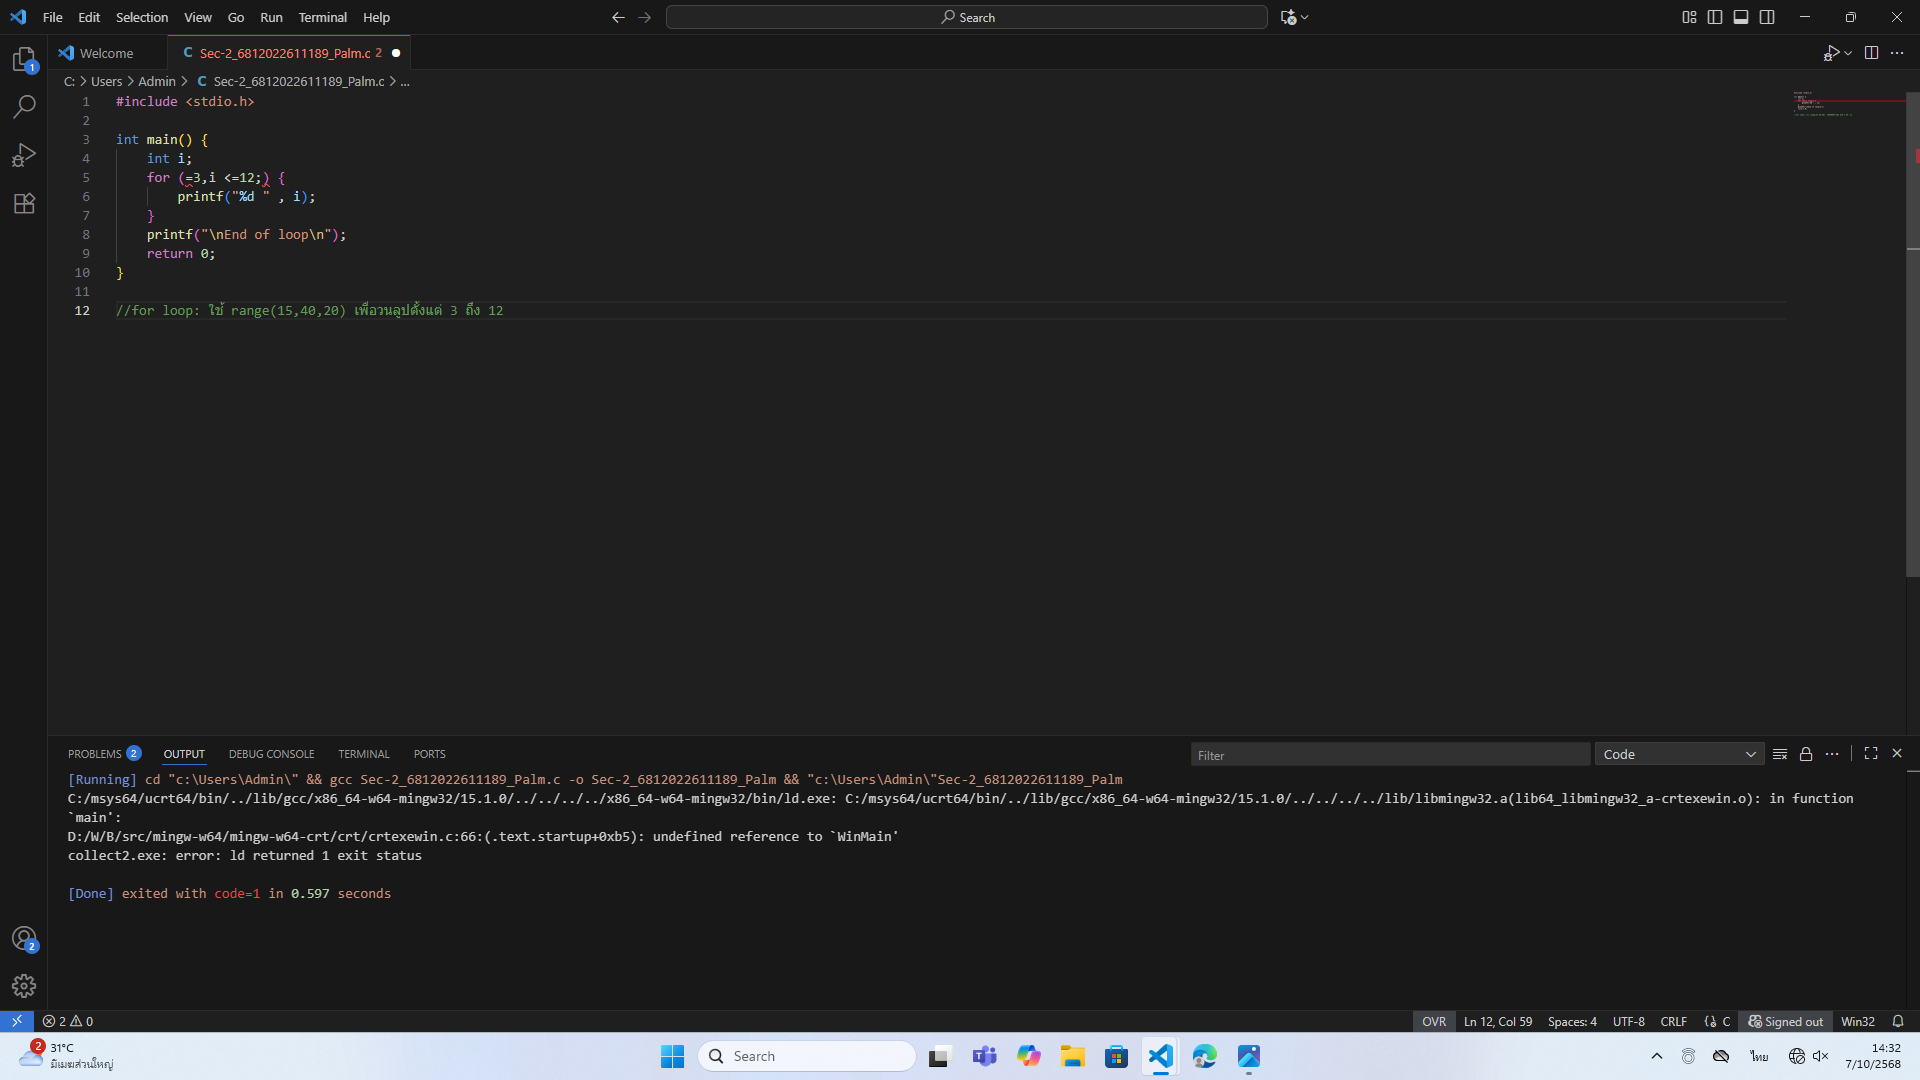 File Edit Selection View Go Run Terminal Help Search
Welcome Sec-2_6812022611189_Palm.c 2
C: > Users > Admin > C Sec-2_6812022611189_Palm.c > ...
1 #include <stdio.h>
2
3 int main() {
4 int i;
5 for (=3,i <=12;) {
6 printf("%d " , i);
7 }
8 printf("\nEnd of loop\n");
9 return 0;
10 }
11
12 //for loop: ใช้ range(15,40,20) เพื่อวนลูปตั้งแต่ 3 ถึง 12
PROBLEMS 2 OUTPUT DEBUG CONSOLE TERMINAL PORTS Filter Code
[Running] cd "c:\Users\Admin\" && gcc Sec-2_6812022611189_Palm.c -o Sec-2_6812022611189_Palm && "c:\Users\Admin\"Sec-2_6812022611189_Palm
C:/msys64/ucrt64/bin/../lib/gcc/x86_64-w64-mingw32/15.1.0/../../../../x86_64-w64-mingw32/bin/ld.exe: C:/msys64/ucrt64/bin/../lib/gcc/x86_64-w64-mingw32/15.1.0/../../../../lib/libmingw32.a(lib64_libmingw32_a-crtexewin.o): in function
`main':
D:/W/B/src/mingw-w64/mingw-w64-crt/crt/crtexewin.c:66:(.text.startup+0xb5): undefined reference to `WinMain'
collect2.exe: error: ld returned 1 exit status
[Done] exited with code=1 in 0.597 seconds
2 0 OVR Ln 12, Col 59 Spaces: 4 UTF-8 CRLF {} C Signed out Win32
2 31°C
มีเมฆส่วนใหญ่
Search
ไทย
14:32
7/10/2568